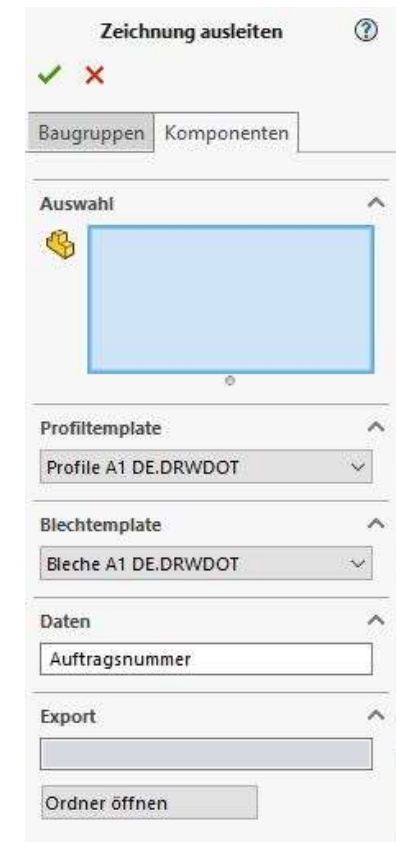 Zeichnung ausleiten
Baugruppen Komponenten
Auswahl
Profiltemplate
Profile A1 DE.DRWDOT
Blechtemplate
Bleche A1 DE.DRWDOT
Daten
Auftragsnummer
Export
Ordner öffnen